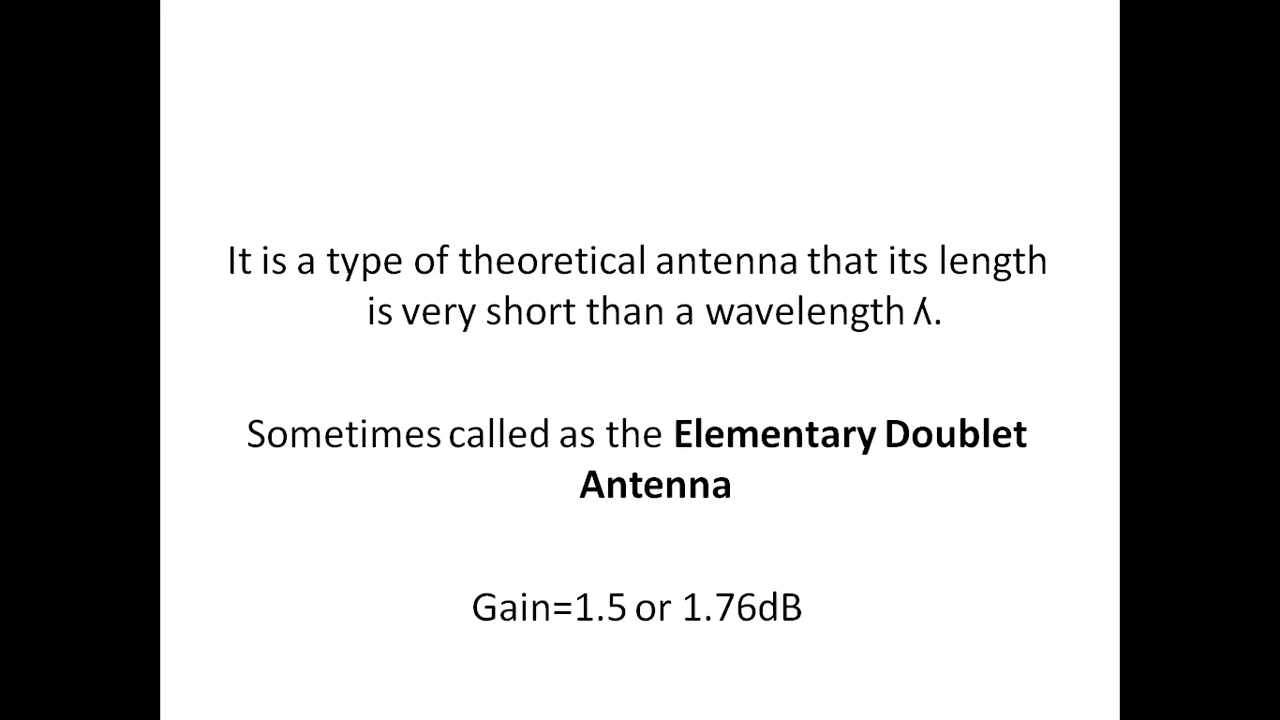 It is a type of theoretical antenna that its length
is very short than a wavelength ʎ.
Sometimes called as the Elementary Doublet
Antenna
Gain=1.5 or 1.76dB